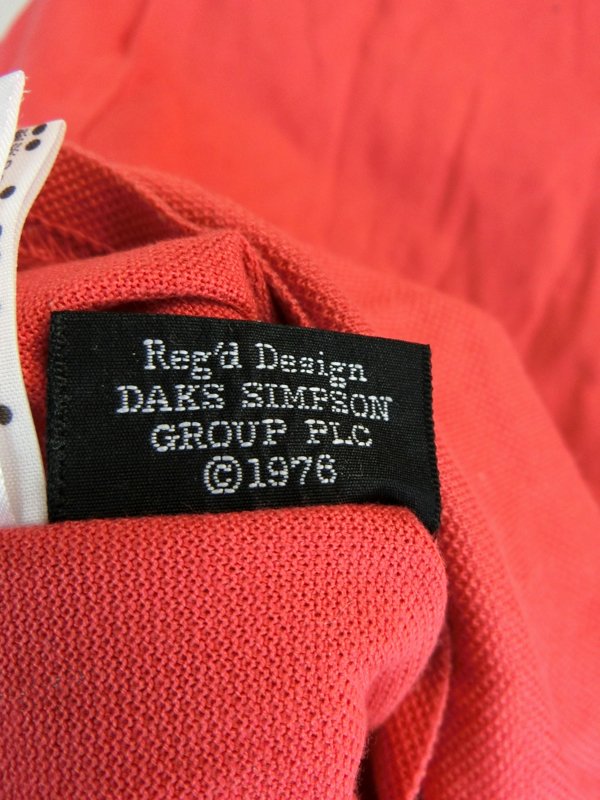 Reg'd Design
DAKS SIMPSON
GROUP PLC
©1976